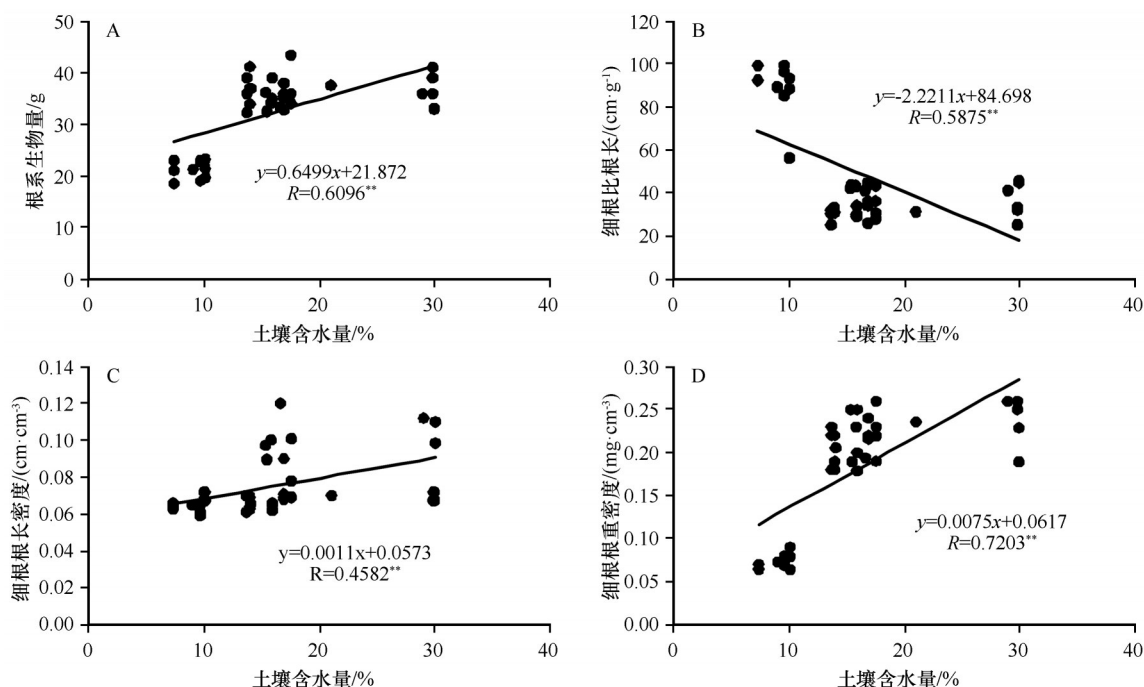 A
根系生物量/g
50
40
30
20
10
0
y=0.6499x+21.872
R=0.6096**
0 10 20 30 40
土壤含水量/%
B
细根比根长/(cm·g⁻¹)
120
100
80
60
40
20
0
y=-2.2211x+84.698
R=0.5875**
0 10 20 30 40
土壤含水量/%
C
细根根长密度/(cm·cm⁻³)
0.14
0.12
0.10
0.08
0.06
0.04
0.02
0.00
y=0.0011x+0.0573
R=0.4582**
0 10 20 30 40
土壤含水量/%
D
细根根重密度/(mg·cm⁻³)
0.30
0.25
0.20
0.15
0.10
0.05
0.00
y=0.0075x+0.0617
R=0.7203**
0 10 20 30 40
土壤含水量/%